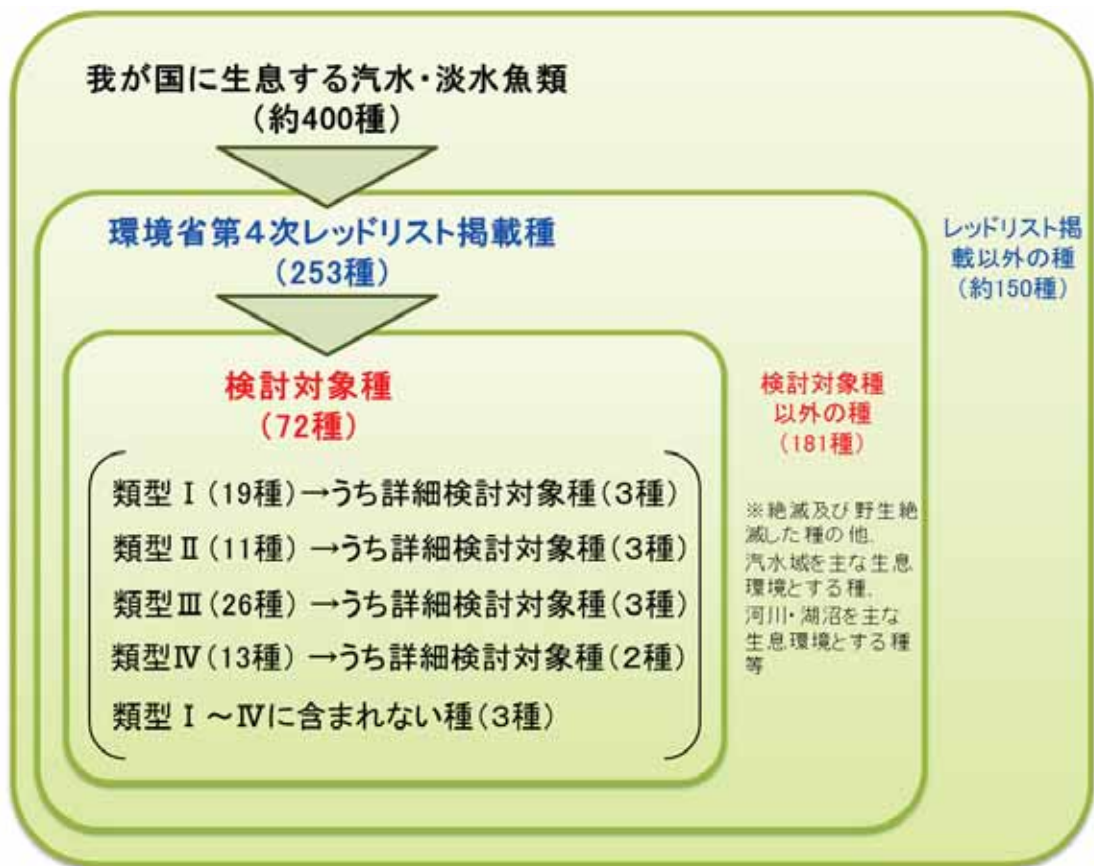 我が国に生息する汽水・淡水魚類
(約400種)
環境省第4次レッドリスト掲載種
(253種)
レッドリスト掲
載以外の種
(約150種)
検討対象種
(72種)
検討対象種
以外の種
(181種)
類型Ⅰ(19種)→うち詳細検討対象種(3種)
類型Ⅱ(11種)→うち詳細検討対象種(3種)
類型Ⅲ(26種)→うち詳細検討対象種(3種)
類型Ⅳ(13種)→うち詳細検討対象種(2種)
類型Ⅰ~Ⅳに含まれない種(3種)
※絶滅及び野生絶
滅した種の他、
汽水域を主な生息
環境とする種、
河川・湖沼を主な
生息環境とする種
等